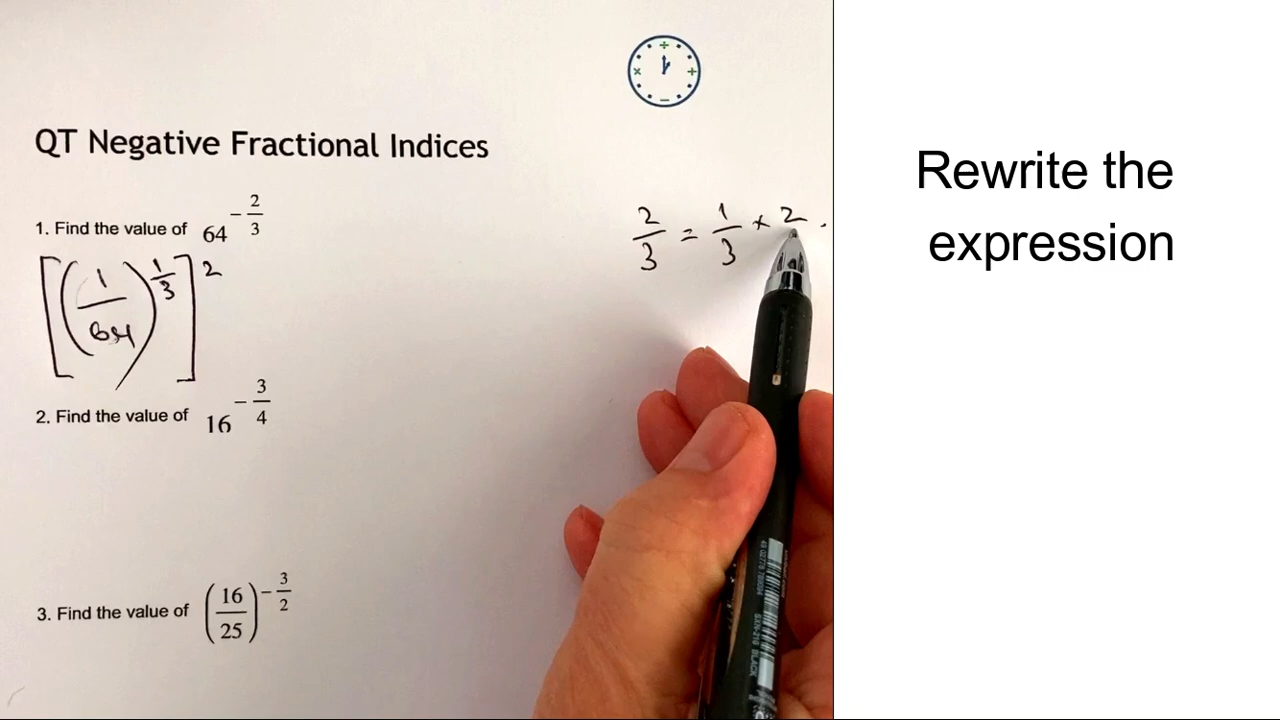 QT Negative Fractional Indices
1. Find the value of 64^(-2/3)
2/3 = 1/3 × 2
[(1/64)^(1/3)]^2
2. Find the value of 16^(-3/4)
3. Find the value of (16/25)^(-3/2)
Rewrite the
expression